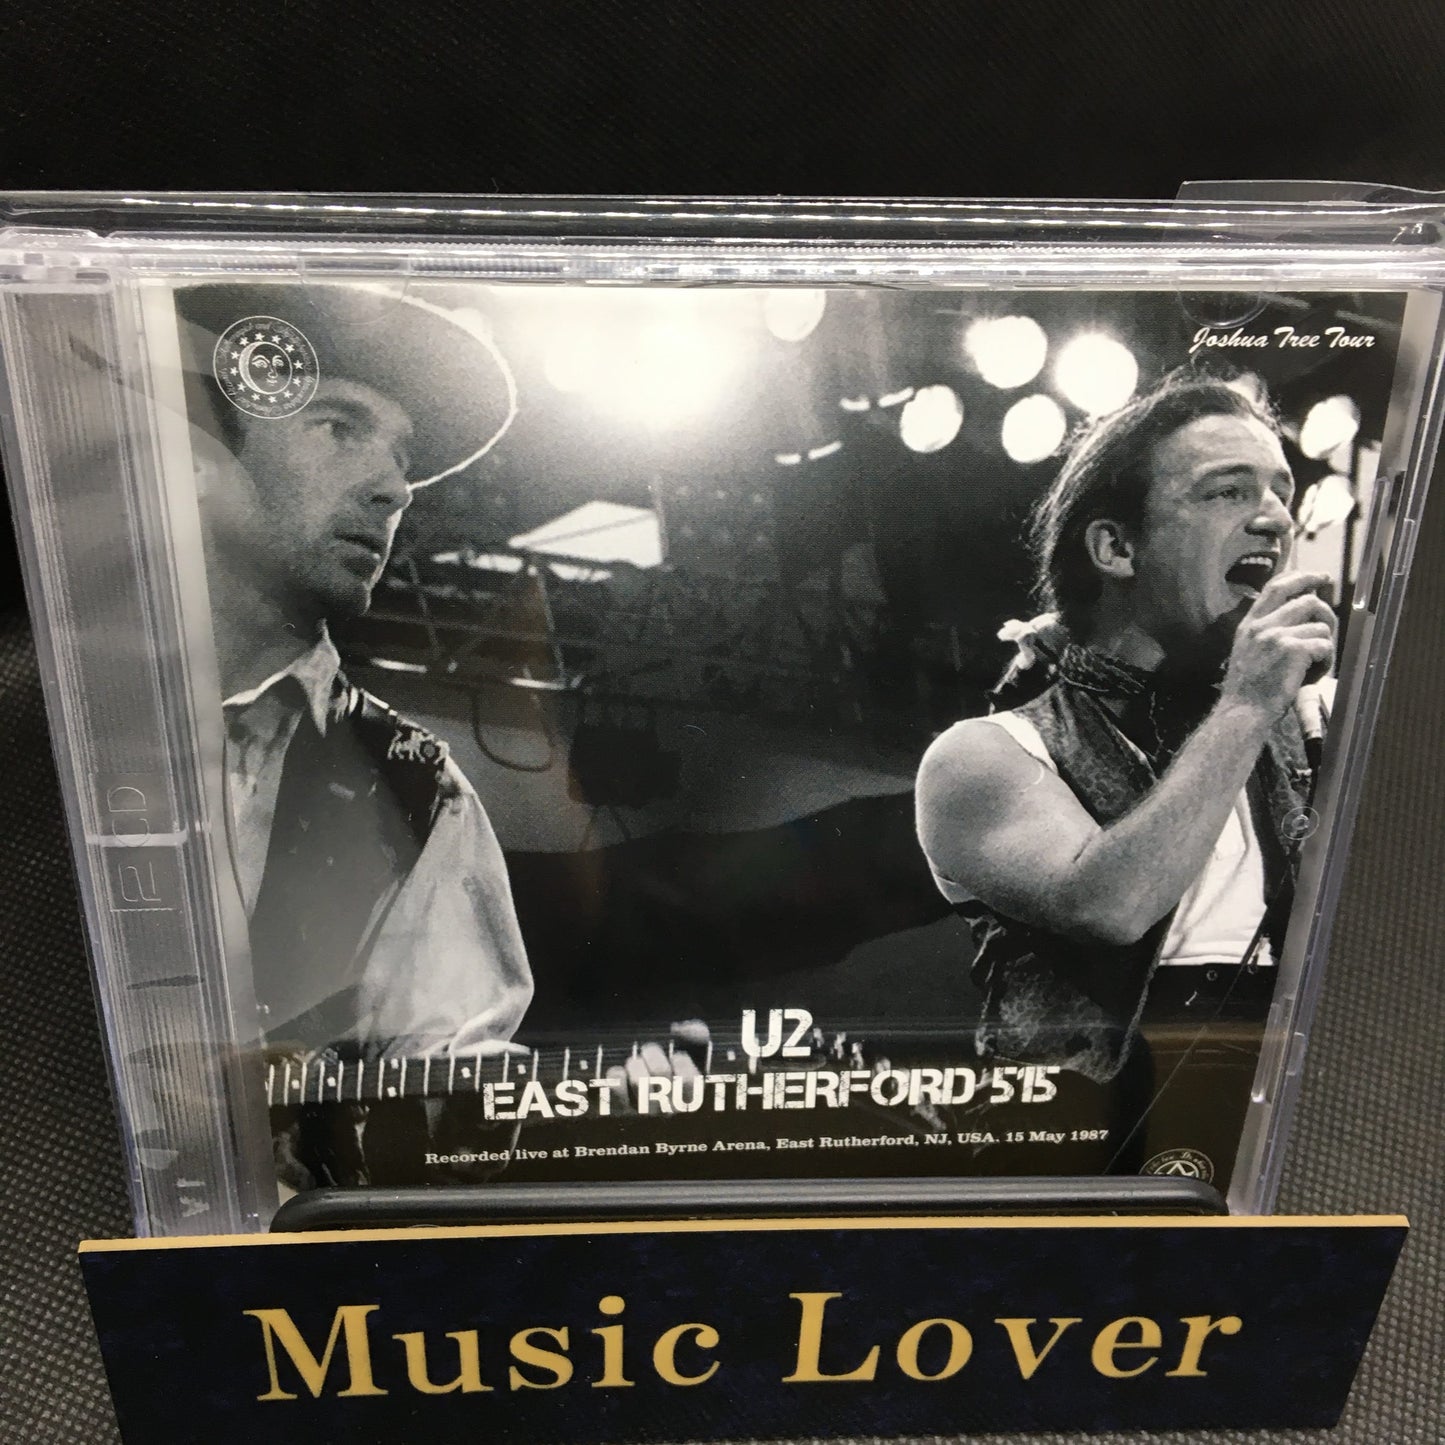 Joshua Tree Tour
U2
EAST RUTHERFORD 515
Recorded live at Brendan Byrne Arena, East Rutherford, NJ, USA. 15 May 1987
2CD
Music Lover